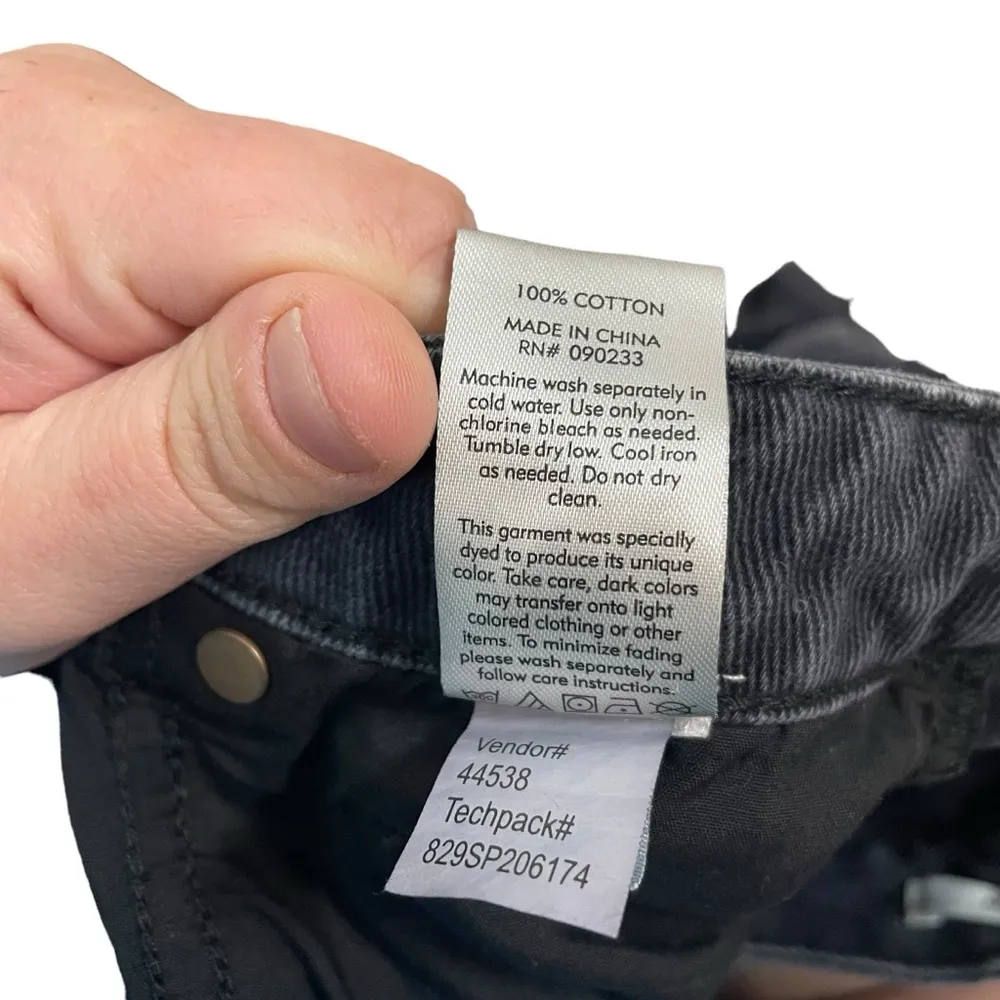 100% COTTON
MADE IN CHINA
RN# 090233
Machine wash separately in
cold water. Use only non-
chlorine bleach as needed.
Tumble dry low. Cool iron
as needed. Do not dry
clean.
This garment was specially
dyed to produce its unique
color. Take care, dark colors
may transfer onto light
colored clothing or other
items. To minimize fading
please wash separately and
follow care instructions.
Vendor#
44538
Techpack#
829SP206174